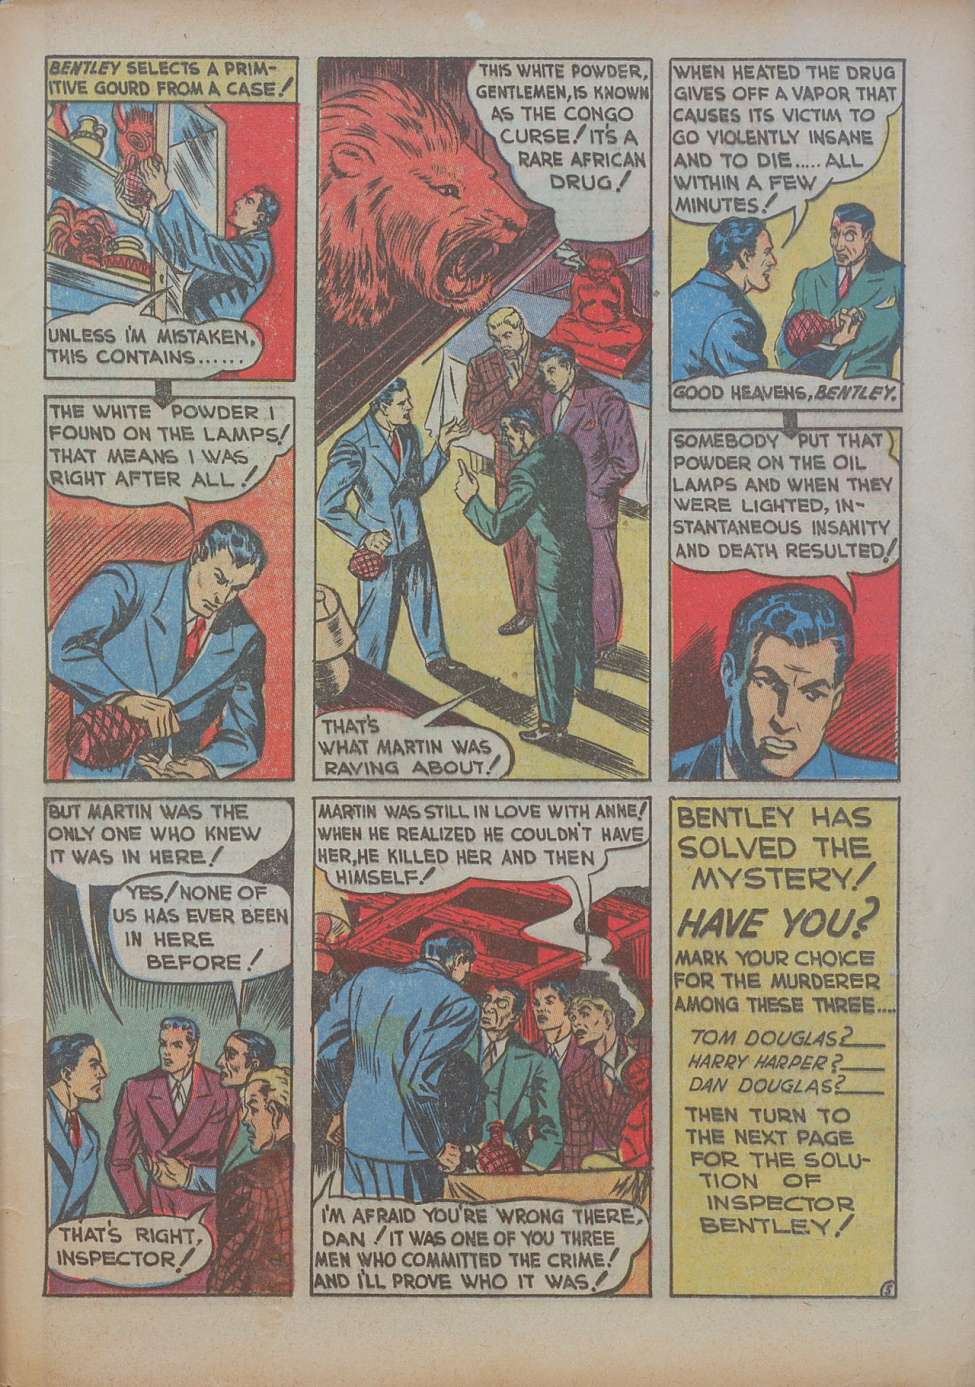 BENTLEY SELECTS A PRIM-
ITIVE GOURD FROM A CASE!
UNLESS I'M MISTAKEN,
THIS CONTAINS......
THE WHITE POWDER I
FOUND ON THE LAMPS!
THAT MEANS I WAS
RIGHT AFTER ALL!
THIS WHITE POWDER,
GENTLEMEN, IS KNOWN
AS THE CONGO
CURSE! IT'S A
RARE AFRICAN
DRUG!
THAT'S
WHAT MARTIN WAS
RAVING ABOUT!
WHEN HEATED THE DRUG
GIVES OFF A VAPOR THAT
CAUSES ITS VICTIM TO
GO VIOLENTLY INSANE
AND TO DIE..... ALL
WITHIN A FEW
MINUTES!
GOOD HEAVENS, BENTLEY.
SOMEBODY PUT THAT
POWDER ON THE OIL
LAMPS AND WHEN THEY
WERE LIGHTED, IN-
STANTANEOUS INSANITY
AND DEATH RESULTED!
BUT MARTIN WAS THE
ONLY ONE WHO KNEW
IT WAS IN HERE!
YES! NONE OF
US HAS EVER BEEN
IN HERE
BEFORE!
THAT'S RIGHT,
INSPECTOR!
MARTIN WAS STILL IN LOVE WITH ANNE!
WHEN HE REALIZED HE COULDN'T HAVE
HER, HE KILLED HER AND THEN
HIMSELF!
I'M AFRAID YOU'RE WRONG THERE,
DAN! IT WAS ONE OF YOU THREE
MEN WHO COMMITTED THE CRIME!
AND I'LL PROVE WHO IT WAS!
BENTLEY HAS
SOLVED THE
MYSTERY!
HAVE YOU?
MARK YOUR CHOICE
FOR THE MURDERER
AMONG THESE THREE....
TOM DOUGLAS?___
HARRY HARPER?___
DAN DOUGLAS?___
THEN TURN TO
THE NEXT PAGE
FOR THE SOLU-
TION OF
INSPECTOR
BENTLEY!
5